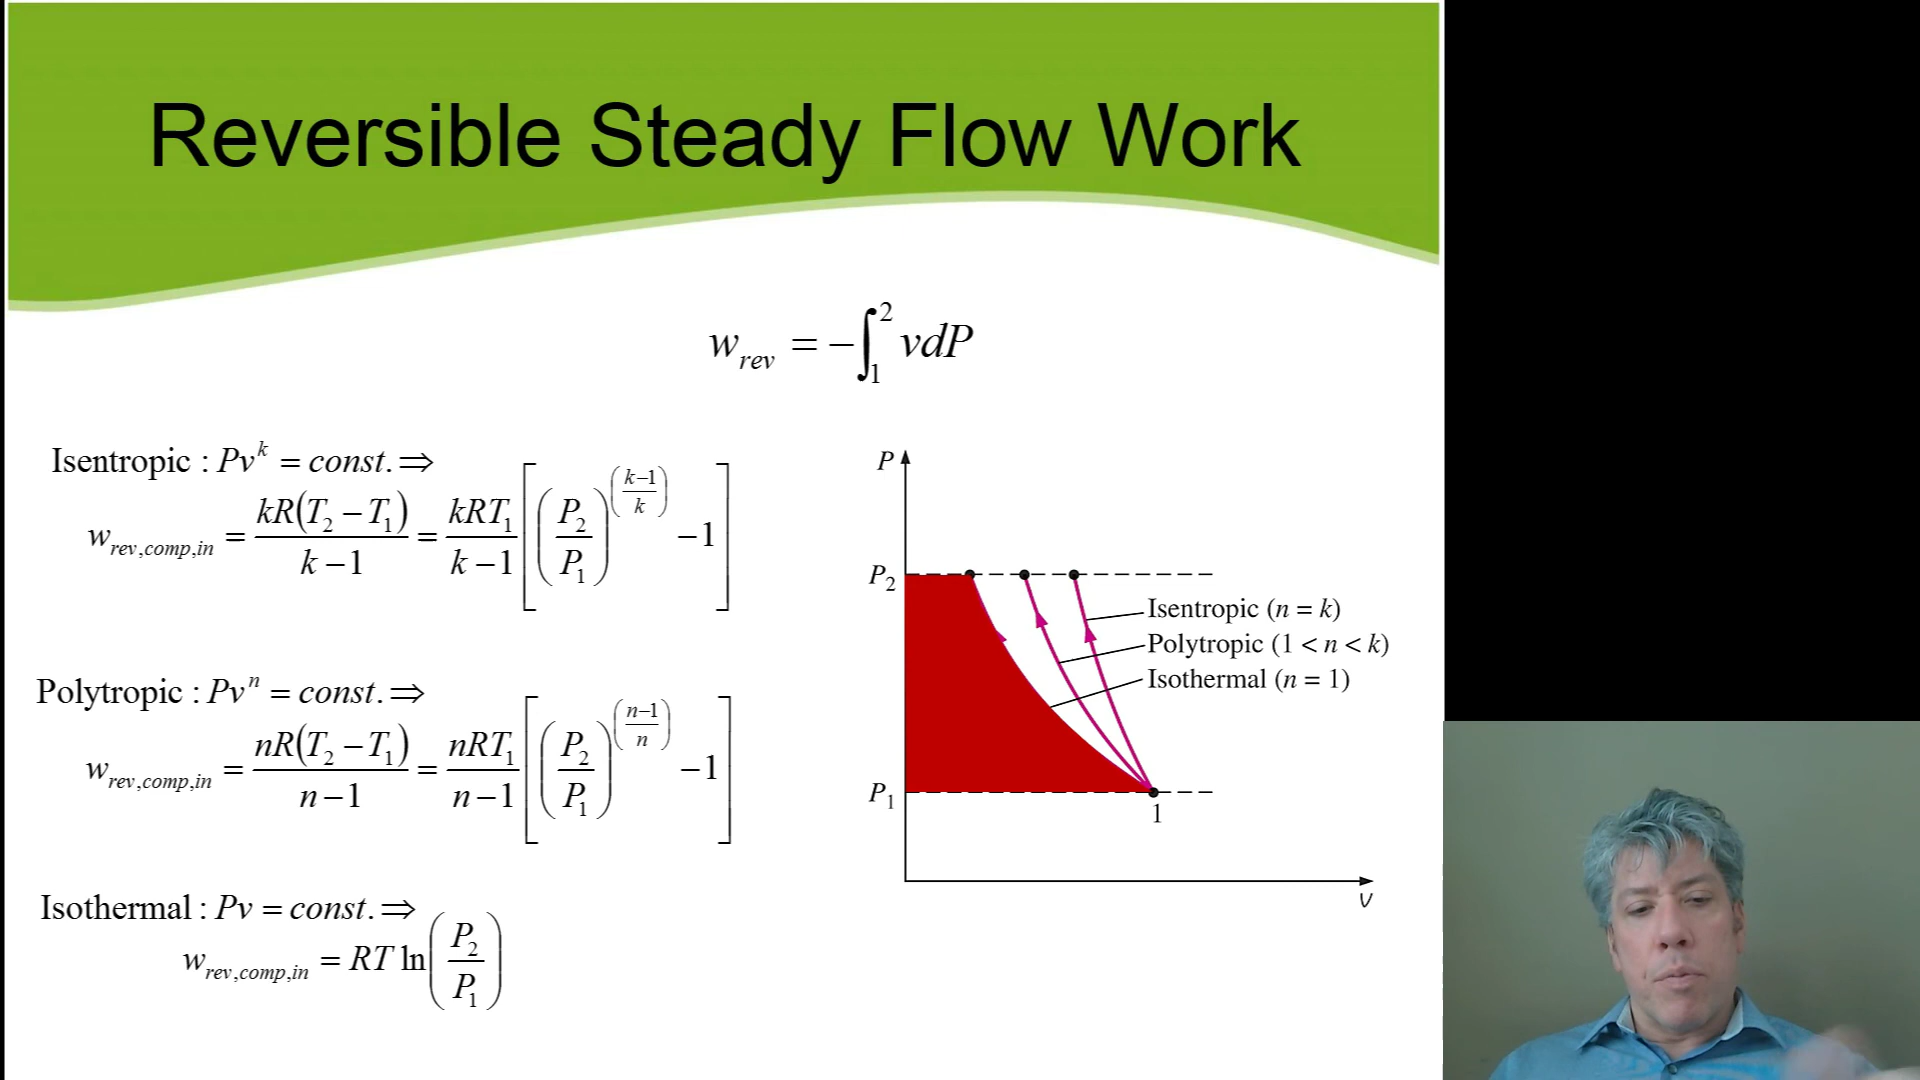 Reversible Steady Flow Work
w_rev = −∫₁² vdP
Isentropic : Pv^k = const. ⇒
w_rev,comp,in = kR(T₂ − T₁) / (k − 1) = kRT₁ / (k − 1) [ (P₂ / P₁)^((k−1)/k) − 1 ]
Polytropic : Pv^n = const. ⇒
w_rev,comp,in = nR(T₂ − T₁) / (n − 1) = nRT₁ / (n − 1) [ (P₂ / P₁)^((n−1)/n) − 1 ]
Isothermal : Pv = const. ⇒
w_rev,comp,in = RT ln(P₂ / P₁)
P
P₂
Isentropic (n = k)
Polytropic (1 < n < k)
Isothermal (n = 1)
P₁
1
v